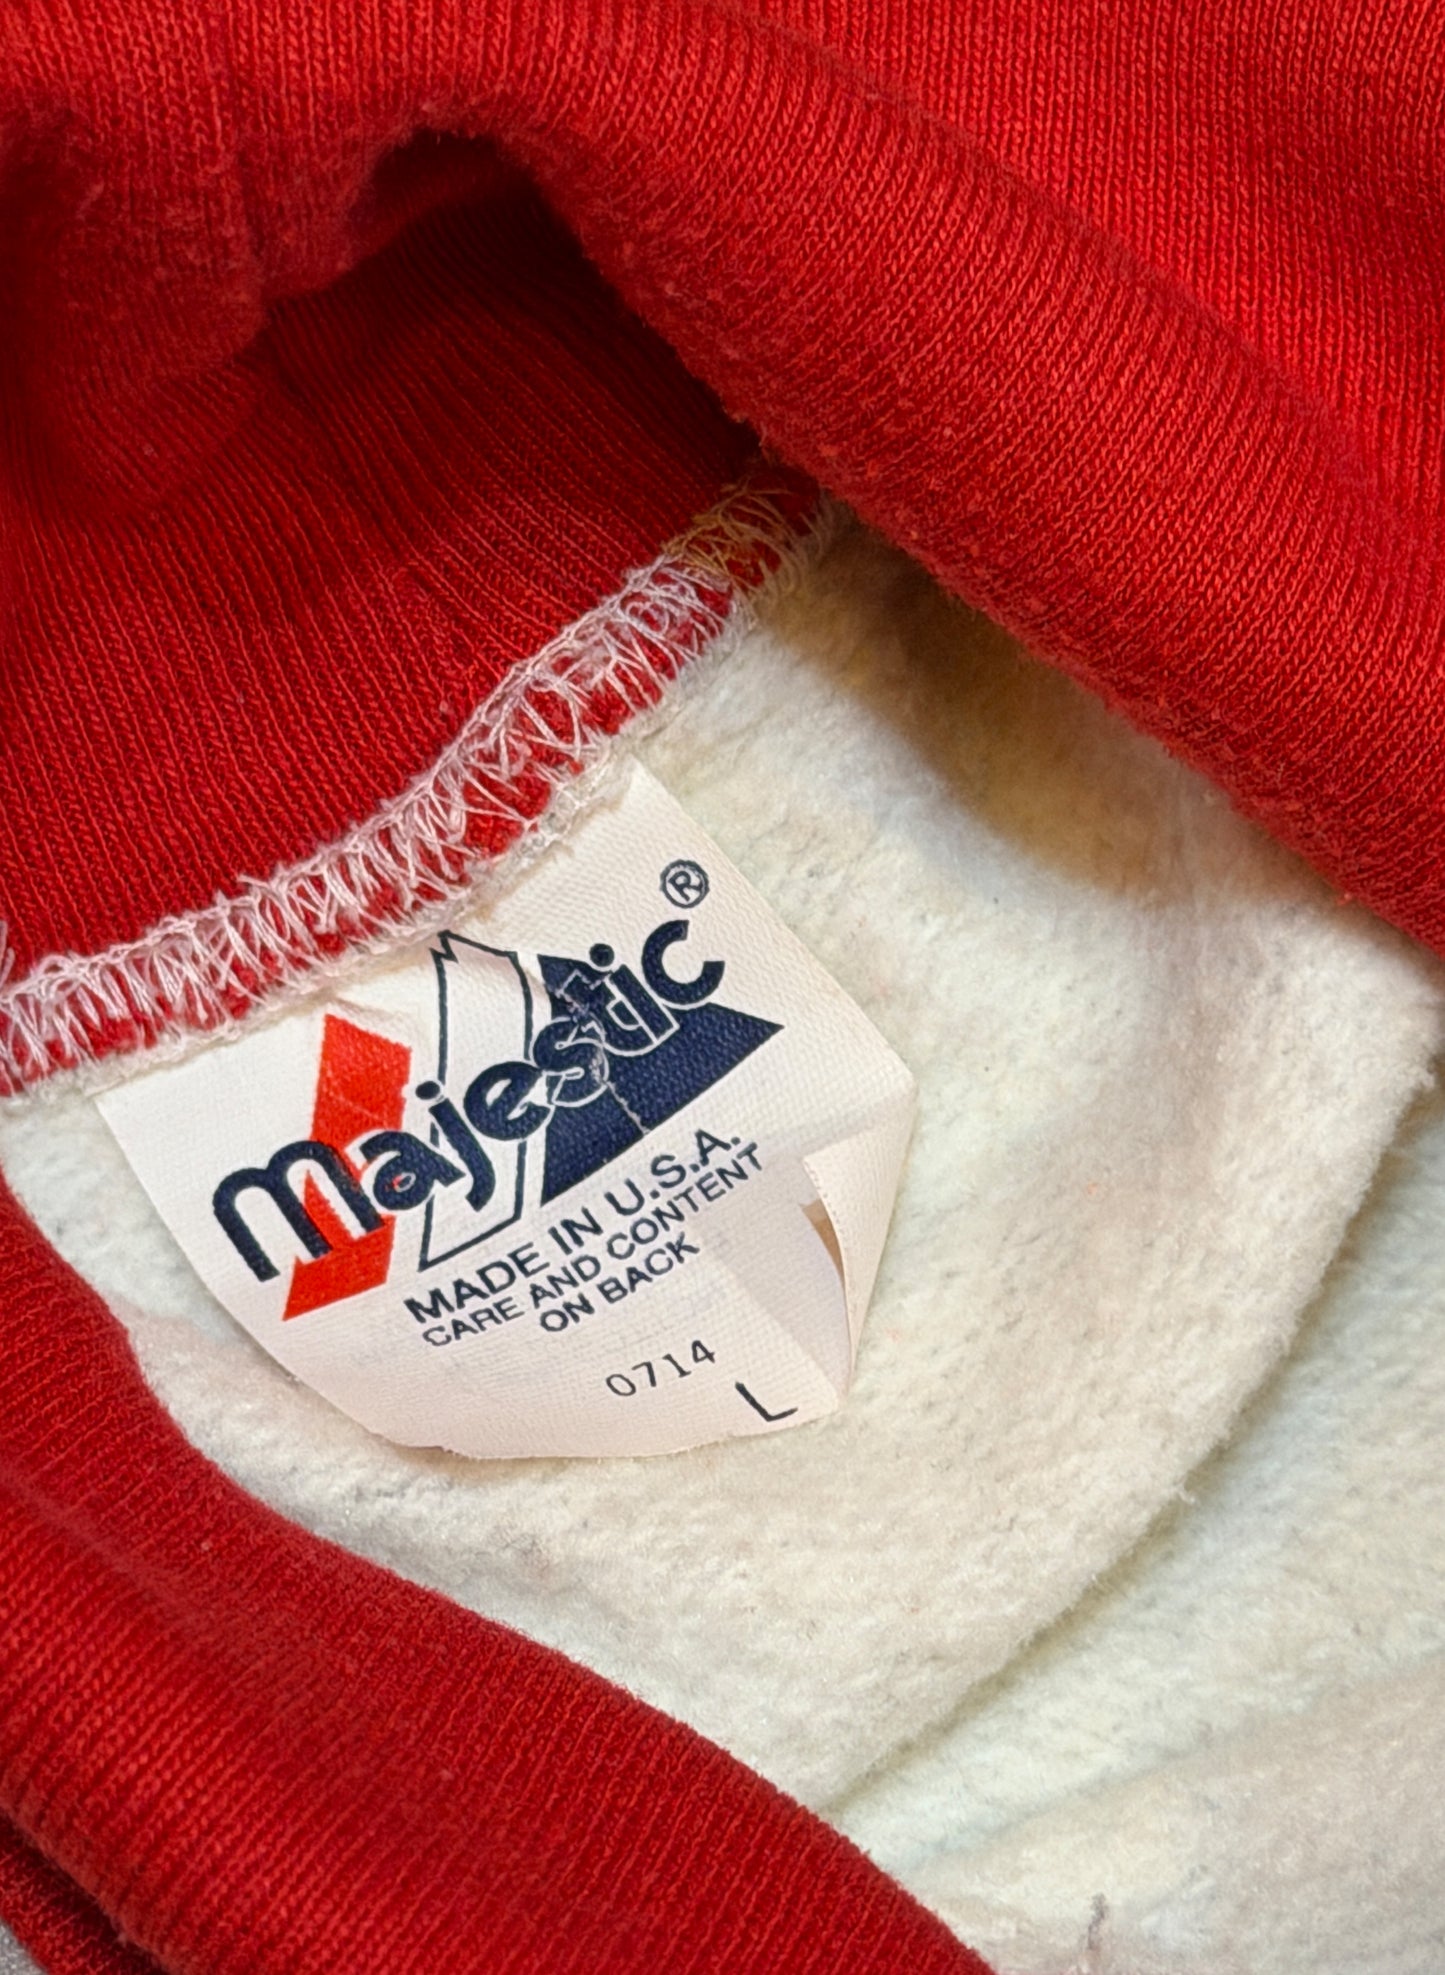 majestic®
MADE IN U.S.A.
CARE AND CONTENT
ON BACK
0714
L